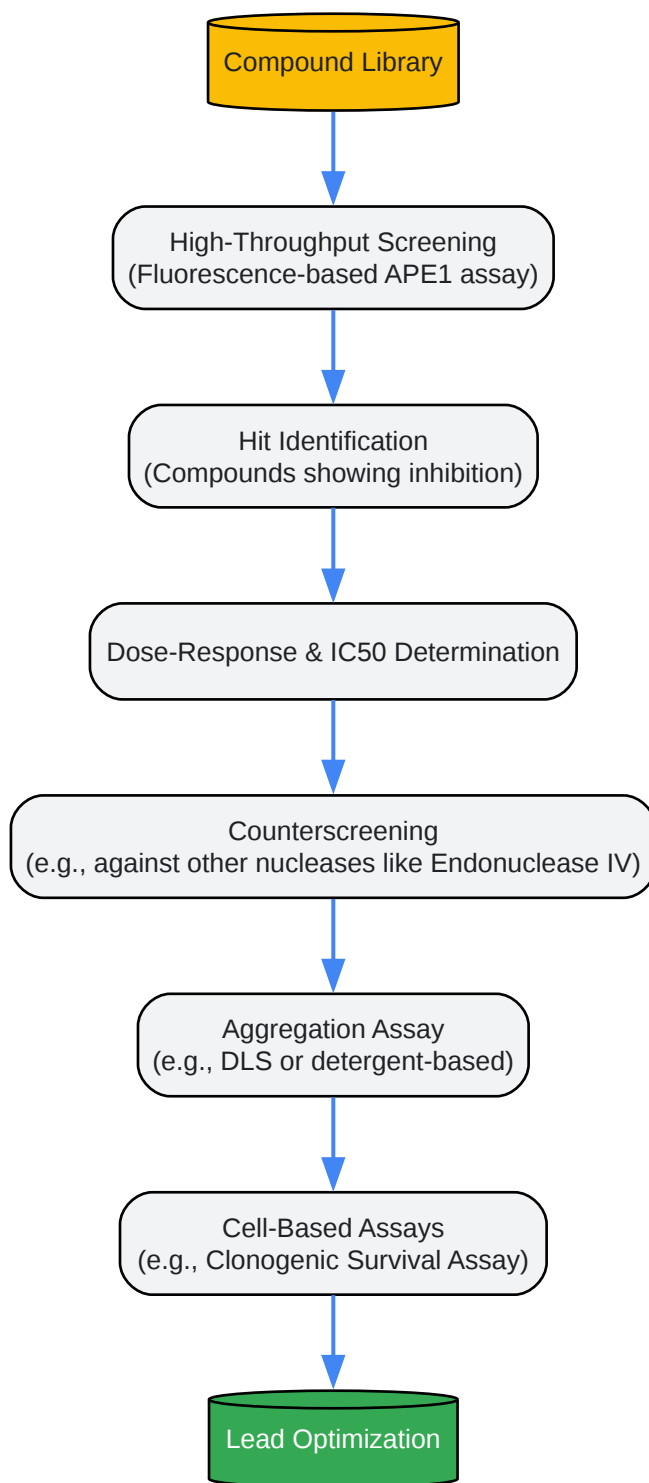 Compound Library
High-Throughput Screening
(Fluorescence-based APE1 assay)
Hit Identification
(Compounds showing inhibition)
Dose-Response & IC50 Determination
Counterscreening
(e.g., against other nucleases like Endonuclease IV)
Aggregation Assay
(e.g., DLS or detergent-based)
Cell-Based Assays
(e.g., Clonogenic Survival Assay)
Lead Optimization